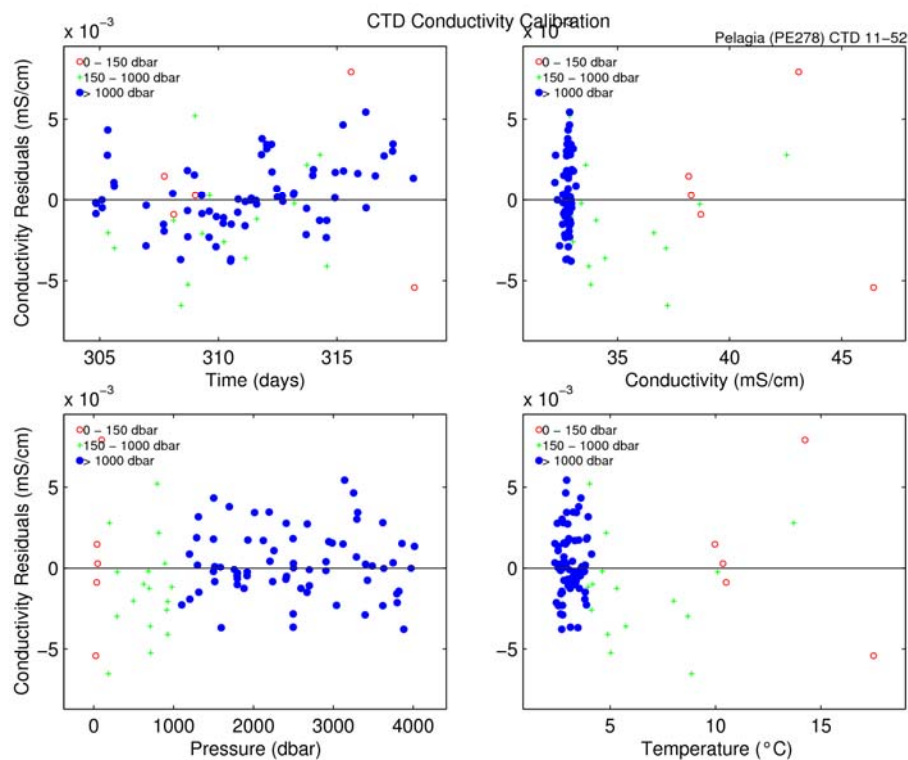 CTD Conductivity Calibration
Pelagia (PE278) CTD 11−52
x 10−3
0 − 150 dbar
150 − 1000 dbar
> 1000 dbar
5
0
−5
Conductivity Residuals (mS/cm)
305 310 315
Time (days)
x 10−3
0 − 150 dbar
150 − 1000 dbar
> 1000 dbar
5
0
−5
35 40 45
Conductivity (mS/cm)
x 10−3
0 − 150 dbar
150 − 1000 dbar
> 1000 dbar
5
0
−5
Conductivity Residuals (mS/cm)
0 1000 2000 3000 4000
Pressure (dbar)
x 10−3
0 − 150 dbar
150 − 1000 dbar
> 1000 dbar
5
0
−5
5 10 15
Temperature (°C)